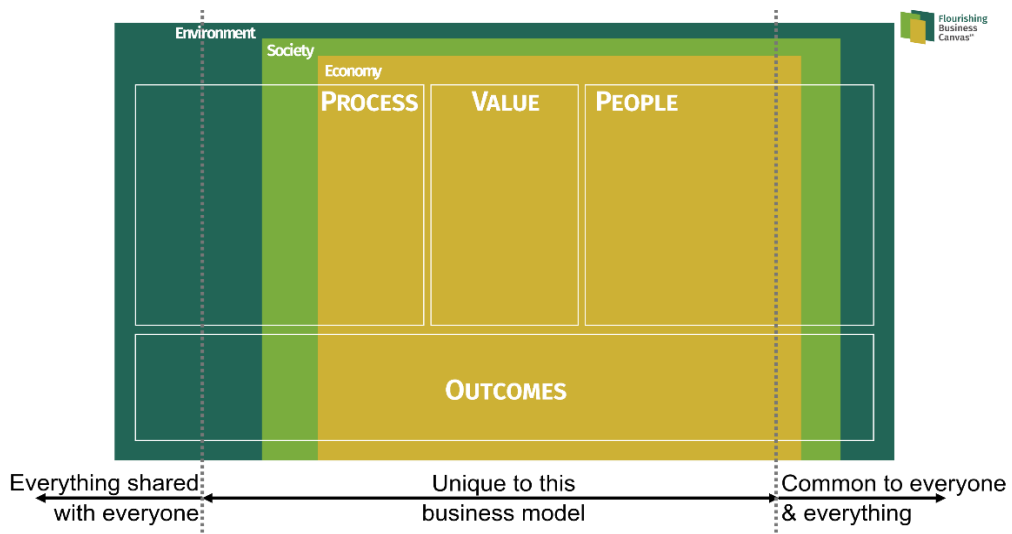 Flourishing
Business
Canvas℠
Environment
Society
Economy
PROCESS
VALUE
PEOPLE
OUTCOMES
Everything shared
with everyone
Unique to this
business model
Common to everyone
& everything